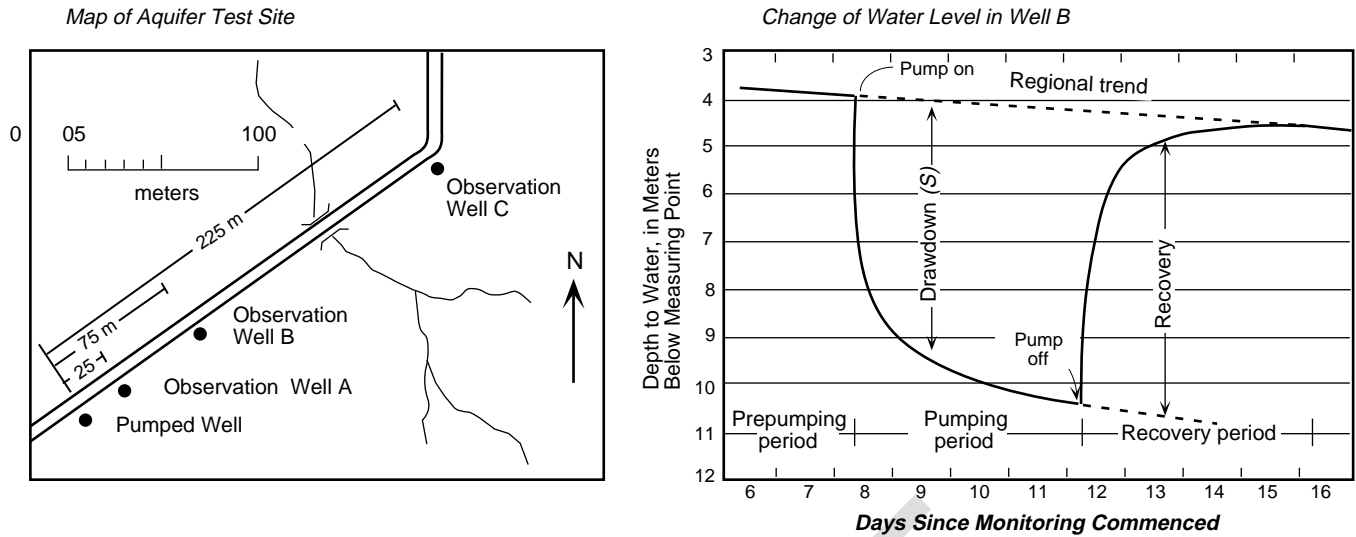 Map of Aquifer Test Site
0 05 100
meters
225 m
75 m
25
Observation
Well C
N
Observation
Well B
Observation Well A
Pumped Well
Change of Water Level in Well B
Depth to Water, in Meters
Below Measuring Point
3
4
5
6
7
8
9
10
11
12
Pump on
Regional trend
Drawdown (S)
Recovery
Pump
off
Prepumping
period
Pumping
period
Recovery period
6 7 8 9 10 11 12 13 14 15 16
Days Since Monitoring Commenced